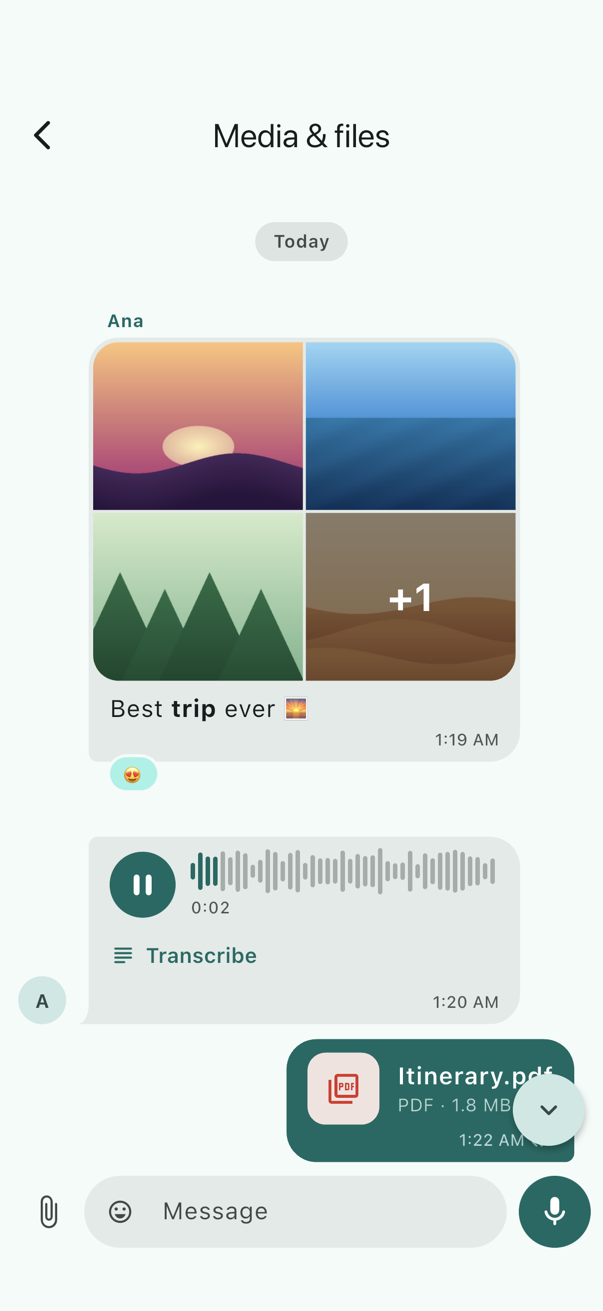 Media & files
Today
Ana
+1
Best trip ever 🌅
1:19 AM
😍
0:02
Transcribe
1:20 AM
A
PDF
Itinerary.pdf
PDF · 1.8 MB
1:22 AM
Message